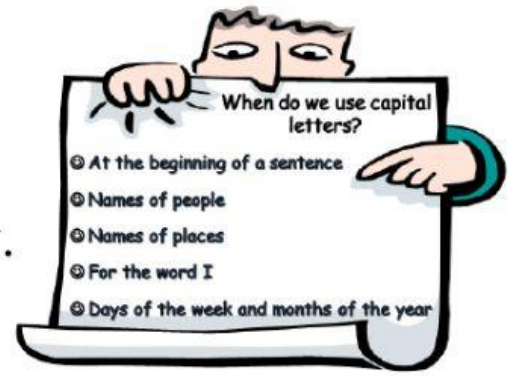 When do we use capital
letters?
At the beginning of a sentence
Names of people
Names of places
For the word I
Days of the week and months of the year